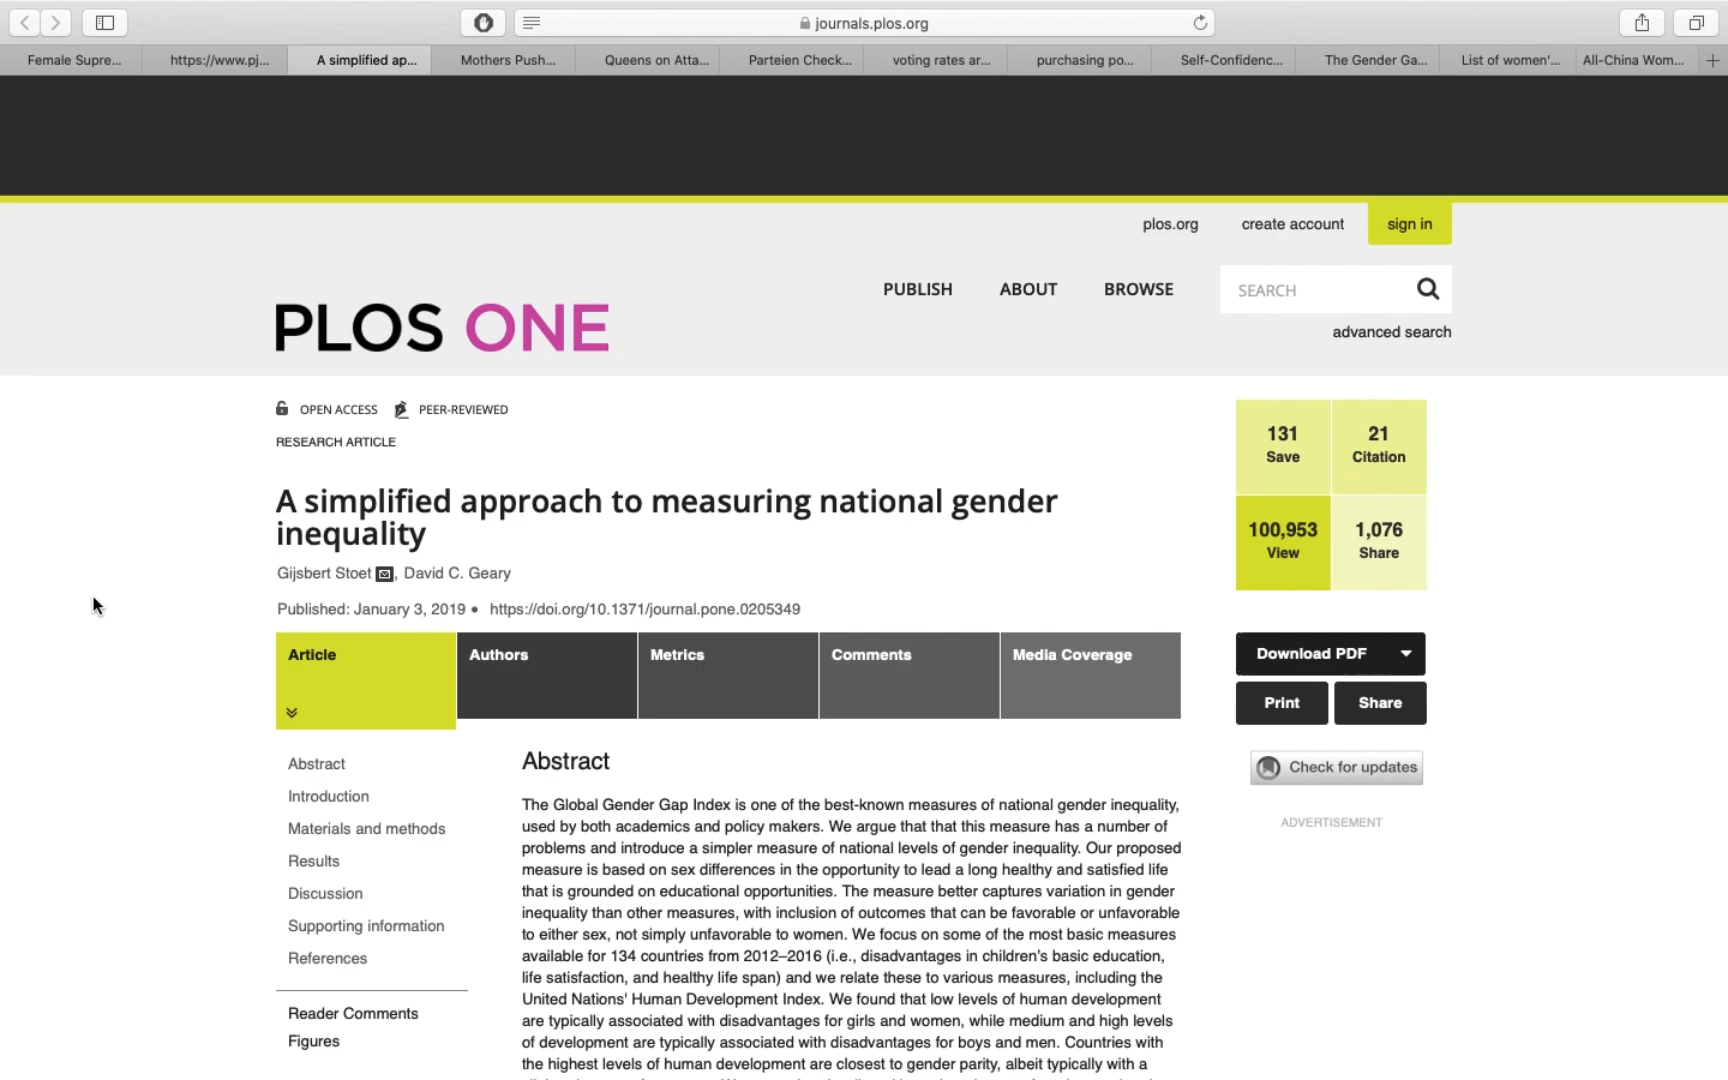 journals.plos.org
Female Supre... https://www.pj... A simplified ap... Mothers Push... Queens on Atta... Parteien Check... voting rates ar... purchasing po... Self-Confidenc... The Gender Ga... List of women'... All-China Wom...
plos.org create account sign in
PUBLISH ABOUT BROWSE SEARCH
advanced search
PLOS ONE
OPEN ACCESS PEER-REVIEWED
RESEARCH ARTICLE
131 21
Save Citation
100,953 1,076
View Share
A simplified approach to measuring national gender
inequality
Gijsbert Stoet , David C. Geary
Published: January 3, 2019 • https://doi.org/10.1371/journal.pone.0205349
Article Authors Metrics Comments Media Coverage
Download PDF
Print Share
Check for updates
ADVERTISEMENT
Abstract
Introduction
Materials and methods
Results
Discussion
Supporting information
References
Reader Comments
Figures
Abstract
The Global Gender Gap Index is one of the best-known measures of national gender inequality,
used by both academics and policy makers. We argue that that this measure has a number of
problems and introduce a simpler measure of national levels of gender inequality. Our proposed
measure is based on sex differences in the opportunity to lead a long healthy and satisfied life
that is grounded on educational opportunities. The measure better captures variation in gender
inequality than other measures, with inclusion of outcomes that can be favorable or unfavorable
to either sex, not simply unfavorable to women. We focus on some of the most basic measures
available for 134 countries from 2012–2016 (i.e., disadvantages in children's basic education,
life satisfaction, and healthy life span) and we relate these to various measures, including the
United Nations' Human Development Index. We found that low levels of human development
are typically associated with disadvantages for girls and women, while medium and high levels
of development are typically associated with disadvantages for boys and men. Countries with
the highest levels of human development are closest to gender parity, albeit typically with a